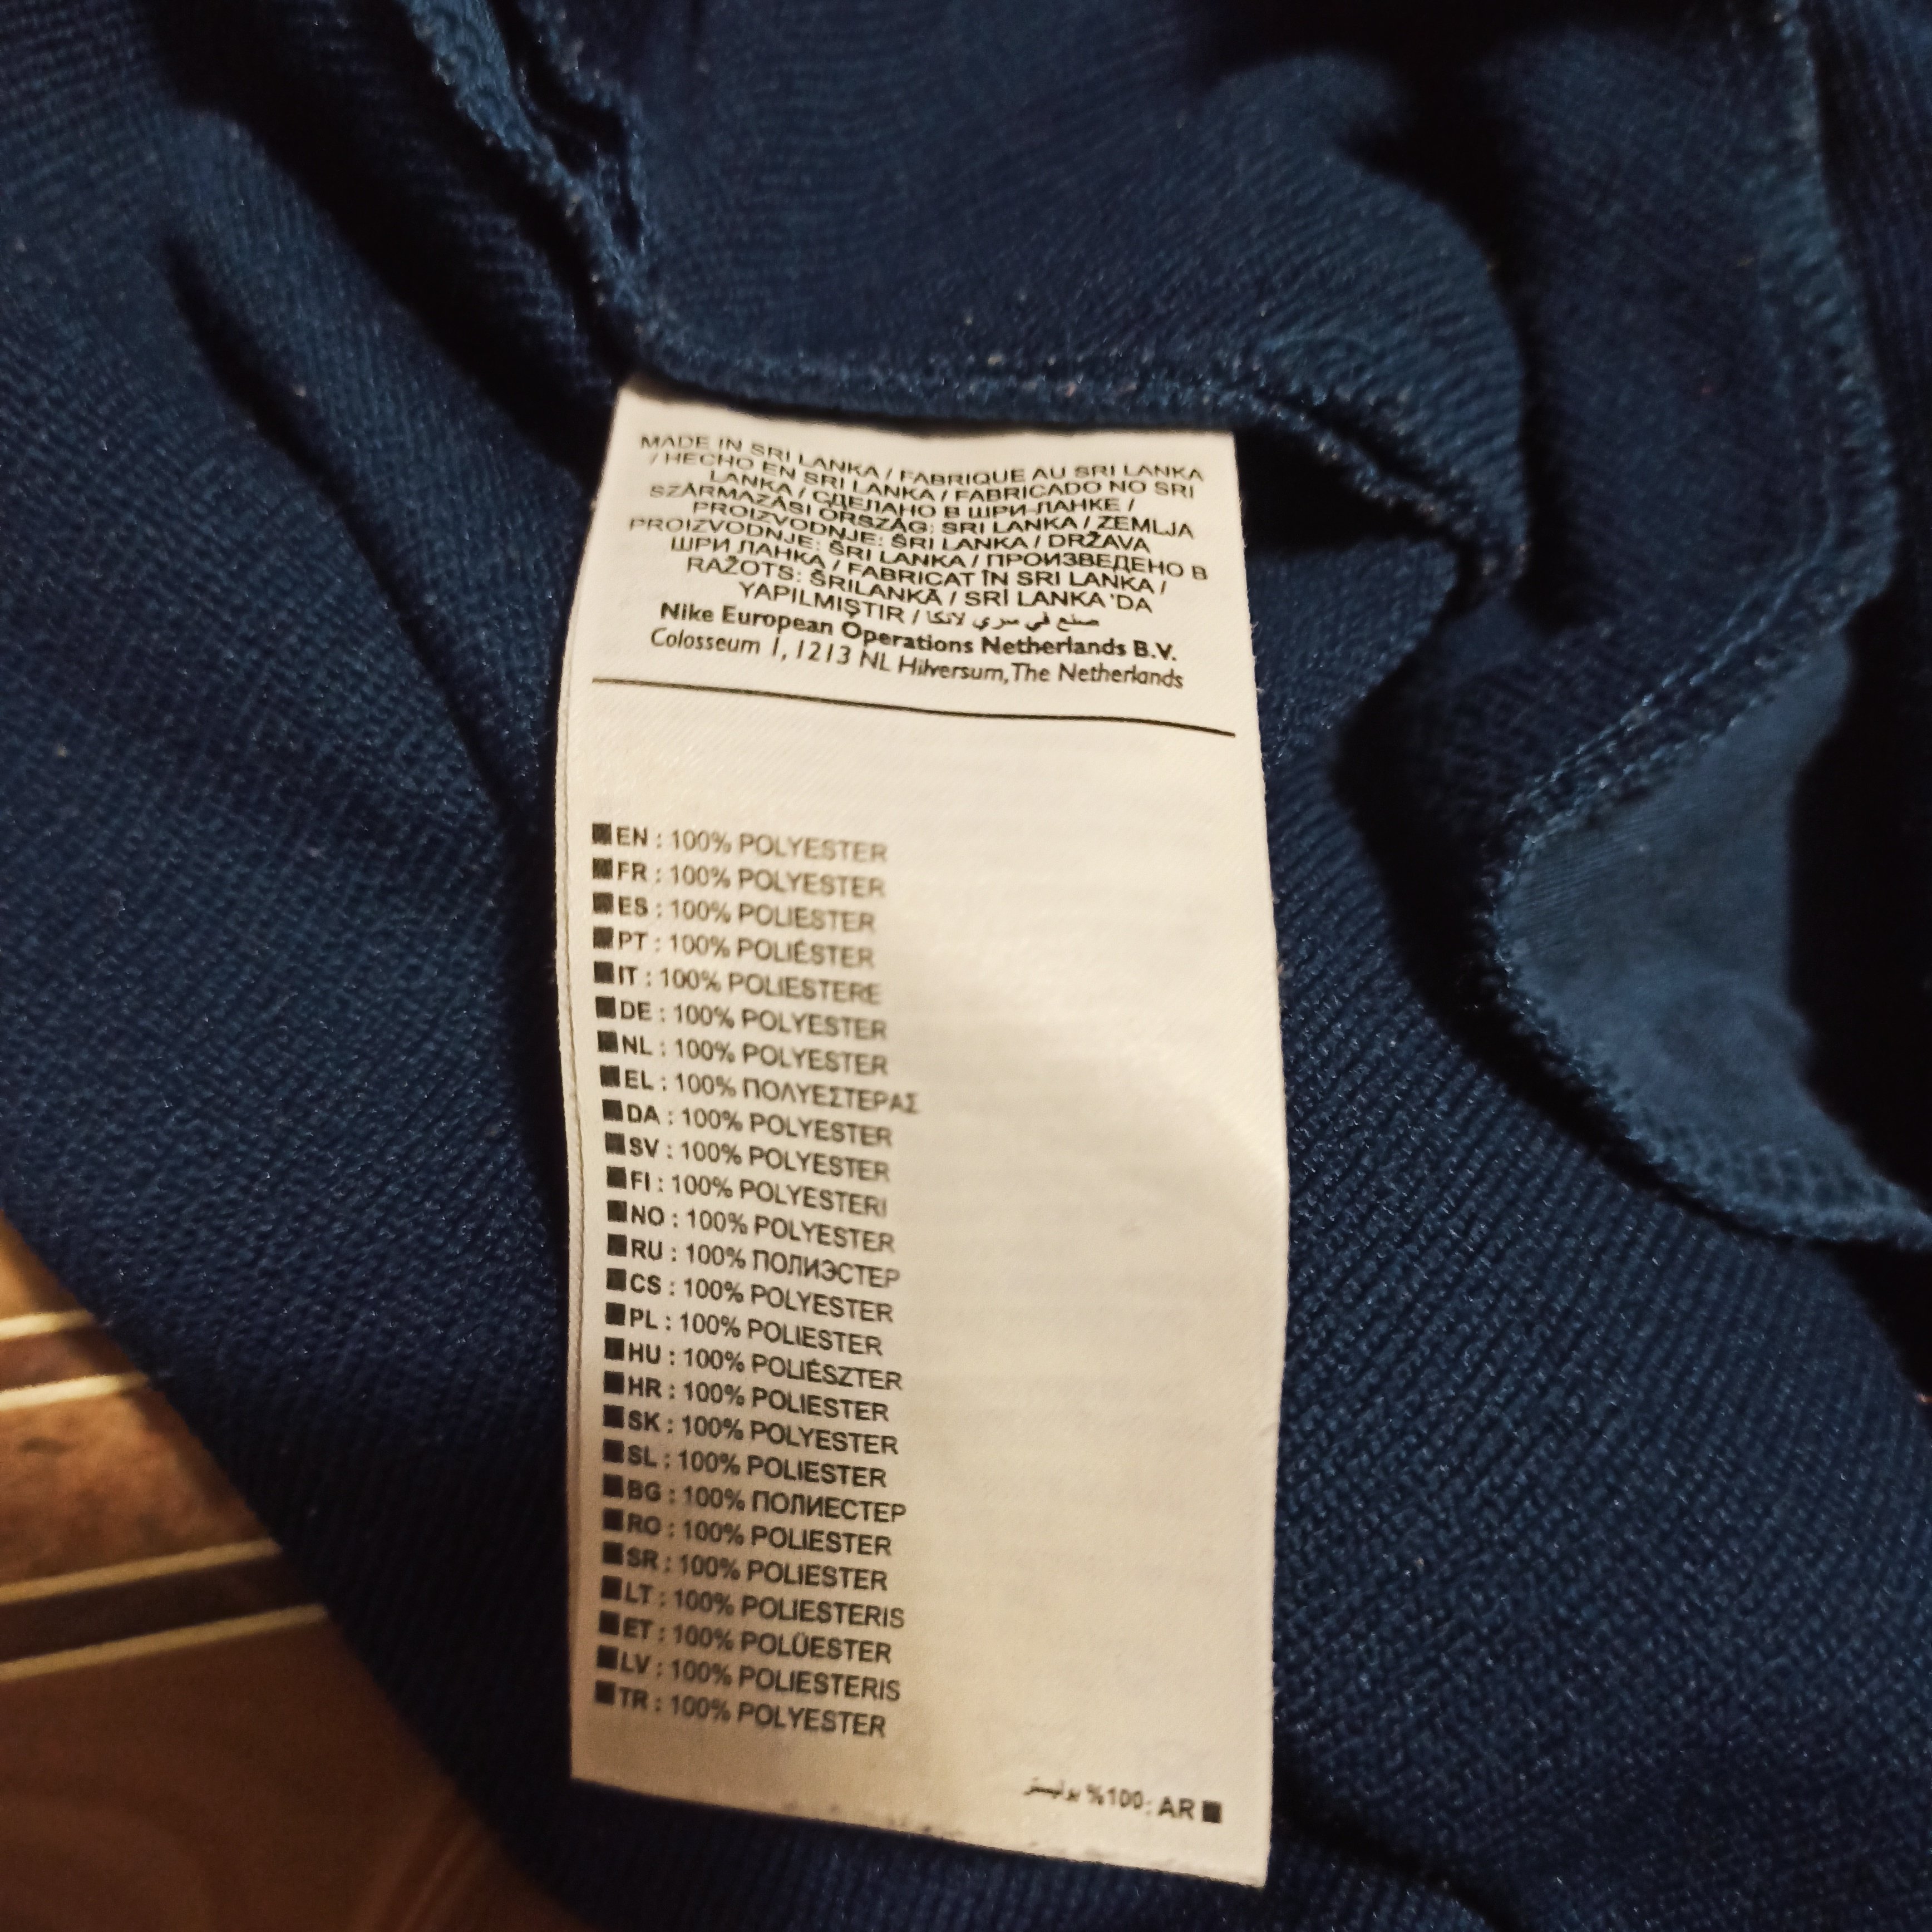 MADE IN SRI LANKA / FABRIQUE AU SRI LANKA
/ HECHO EN SRI LANKA / FABRICADO NO SRI
LANKA / СДЕЛАНО В ШРИ-ЛАНКЕ /
SZÁRMAZÁSI ORSZÁG: SRI LANKA / ZEMLJA
PROIZVODNJE: ŠRI LANKA / DRŽAVA
PROIZVODNJE: ŠRI LANKA / ПРОИЗВЕДЕНО В
ШРИ ЛАНКА / FABRICAT ÎN SRI LANKA /
RAŽOTS: ŠRILANKĀ / SRİ LANKA 'DA
YAPILMIŞTIR / صنع في سري لانكا
Nike European Operations Netherlands B.V.
Colosseum 1, 1213 NL Hilversum, The Netherlands
EN : 100% POLYESTER
FR : 100% POLYESTER
ES : 100% POLIESTER
PT : 100% POLIÉSTER
IT : 100% POLIESTERE
DE : 100% POLYESTER
NL : 100% POLYESTER
EL : 100% ΠΟΛΥΕΣΤΕΡΑΣ
DA : 100% POLYESTER
SV : 100% POLYESTER
FI : 100% POLYESTERI
NO : 100% POLYESTER
RU : 100% ПОЛИЭСТЕР
CS : 100% POLYESTER
PL : 100% POLIESTER
HU : 100% POLIÉSZTER
HR : 100% POLIESTER
SK : 100% POLYESTER
SL : 100% POLIESTER
BG : 100% ПОЛИЕСТЕР
RO : 100% POLIESTER
SR : 100% POLIESTER
LT : 100% POLIESTERIS
ET : 100% POLÜESTER
LV : 100% POLIESTERIS
TR : 100% POLYESTER
AR :100% بوليستر